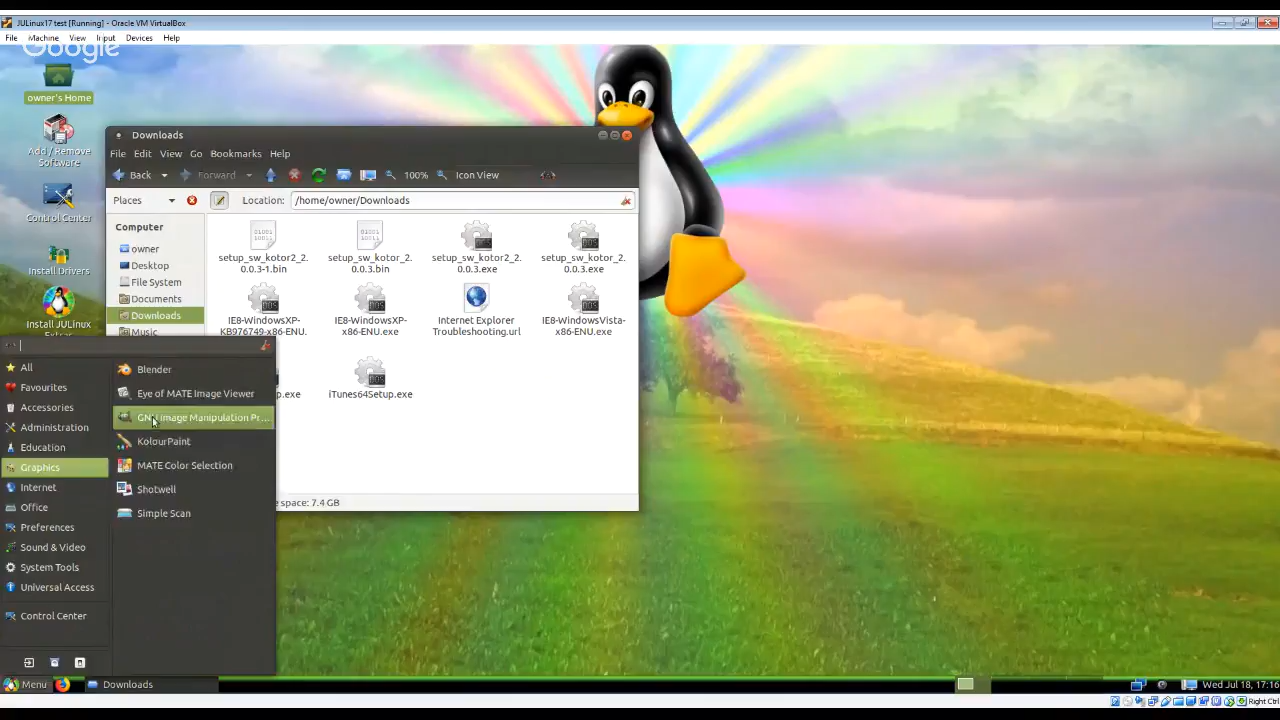 JULinux17 test [Running] - Oracle VM VirtualBox
File Machine View Input Devices Help
Google
owner's Home
Add / Remove
Software
Control Center
Install Drivers
Install JULinux
Extras
Downloads
File Edit View Go Bookmarks Help
Back Forward 100% Icon View
Places Location: /home/owner/Downloads
Computer
owner
Desktop
File System
Documents
Downloads
Music
setup_sw_kotor2_2.
0.0.3-1.bin
setup_sw_kotor_2.
0.0.3.bin
setup_sw_kotor2_2.
0.0.3.exe
setup_sw_kotor_2.
0.0.3.exe
IE8-WindowsXP-
KB976749-x86-ENU.
IE8-WindowsXP-
x86-ENU.exe
Internet Explorer
Troubleshooting.url
IE8-WindowsVista-
x86-ENU.exe
p.exe
iTunes64Setup.exe
e space: 7.4 GB
All
Favourites
Accessories
Administration
Education
Graphics
Internet
Office
Preferences
Sound & Video
System Tools
Universal Access
Control Center
Blender
Eye of MATE Image Viewer
GNU Image Manipulation Pr...
KolourPaint
MATE Color Selection
Shotwell
Simple Scan
Menu Downloads Wed Jul 18, 17:16
Right Ctrl